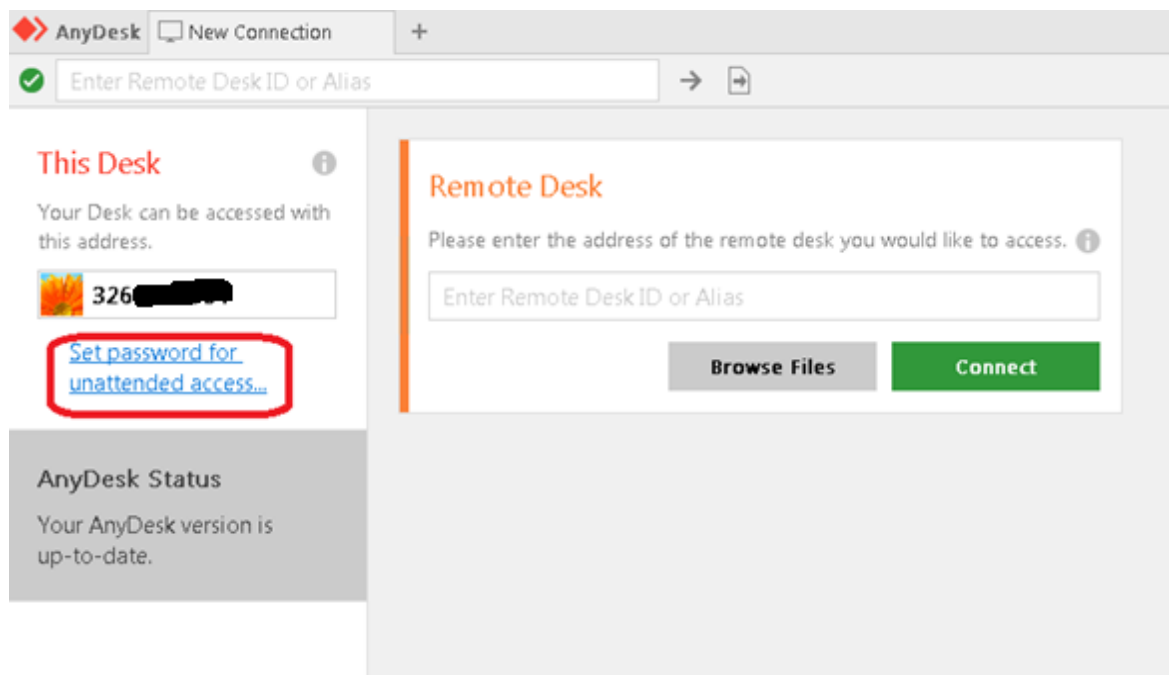 AnyDesk New Connection +
Enter Remote Desk ID or Alias
This Desk
Your Desk can be accessed with
this address.
326
Set password for
unattended access...
AnyDesk Status
Your AnyDesk version is
up-to-date.
Remote Desk
Please enter the address of the remote desk you would like to access.
Enter Remote Desk ID or Alias
Browse Files Connect